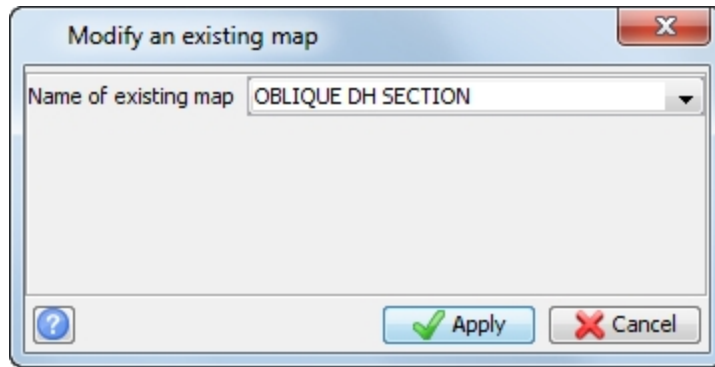 Modify an existing map
Name of existing map OBLIQUE DH SECTION
Apply Cancel